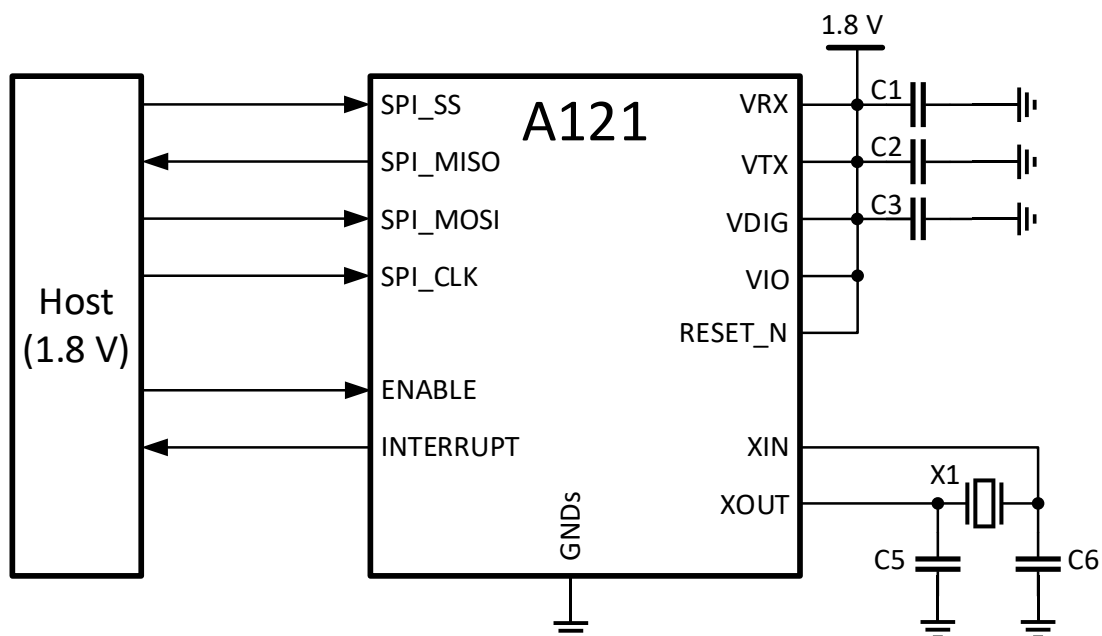 1.8 V
SPI_SS
A121
VRX
C1
SPI_MISO
VTX
C2
SPI_MOSI
VDIG
C3
SPI_CLK
VIO
Host
(1.8 V)
RESET_N
ENABLE
INTERRUPT
XIN
XOUT
X1
GNDs
C5
C6